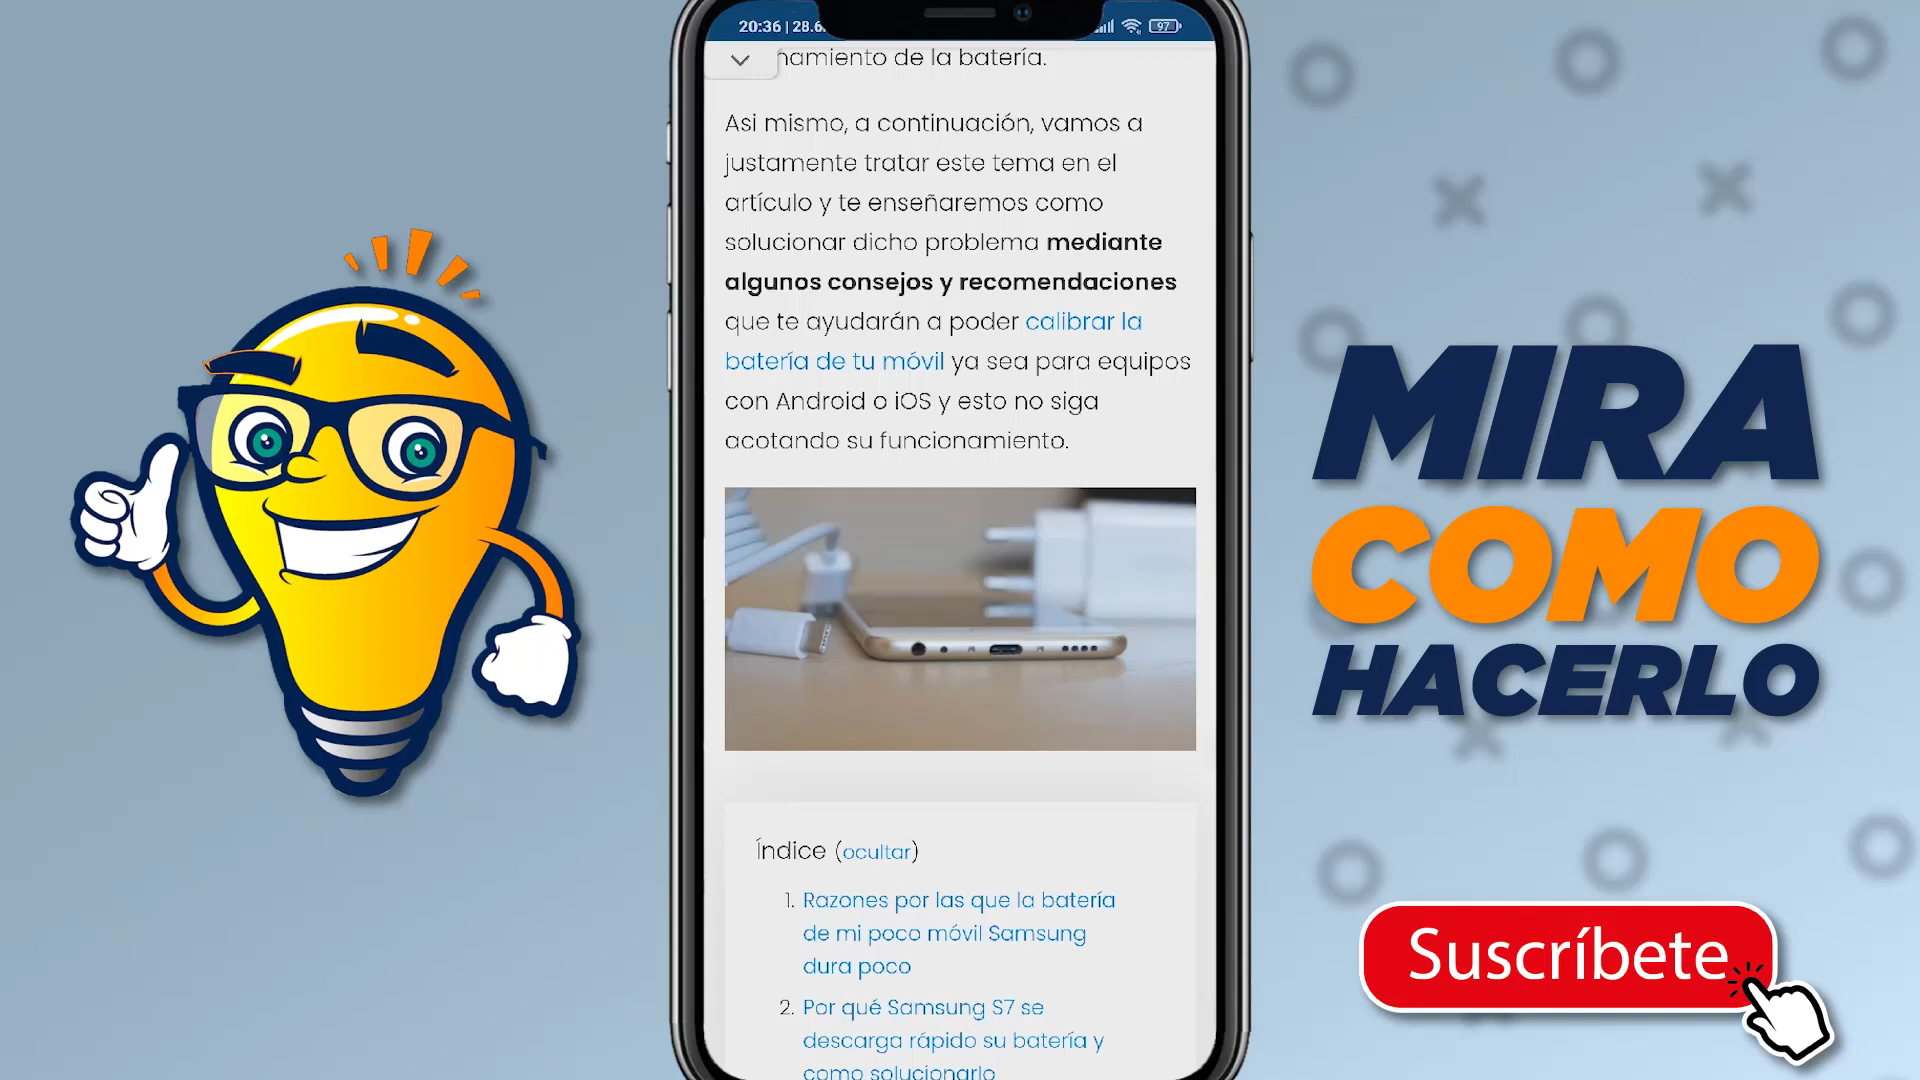 20:36 | 28.6
97
namiento de la batería.
Asi mismo, a continuación, vamos a
justamente tratar este tema en el
artículo y te enseñaremos como
solucionar dicho problema mediante
algunos consejos y recomendaciones
que te ayudarán a poder calibrar la
batería de tu móvil ya sea para equipos
con Android o iOS y esto no siga
acotando su funcionamiento.
Índice (ocultar)
1. Razones por las que la batería
de mi poco móvil Samsung
dura poco
2. Por qué Samsung S7 se
descarga rápido su batería y
como solucionarlo
MIRA
COMO
HACERLO
Suscríbete